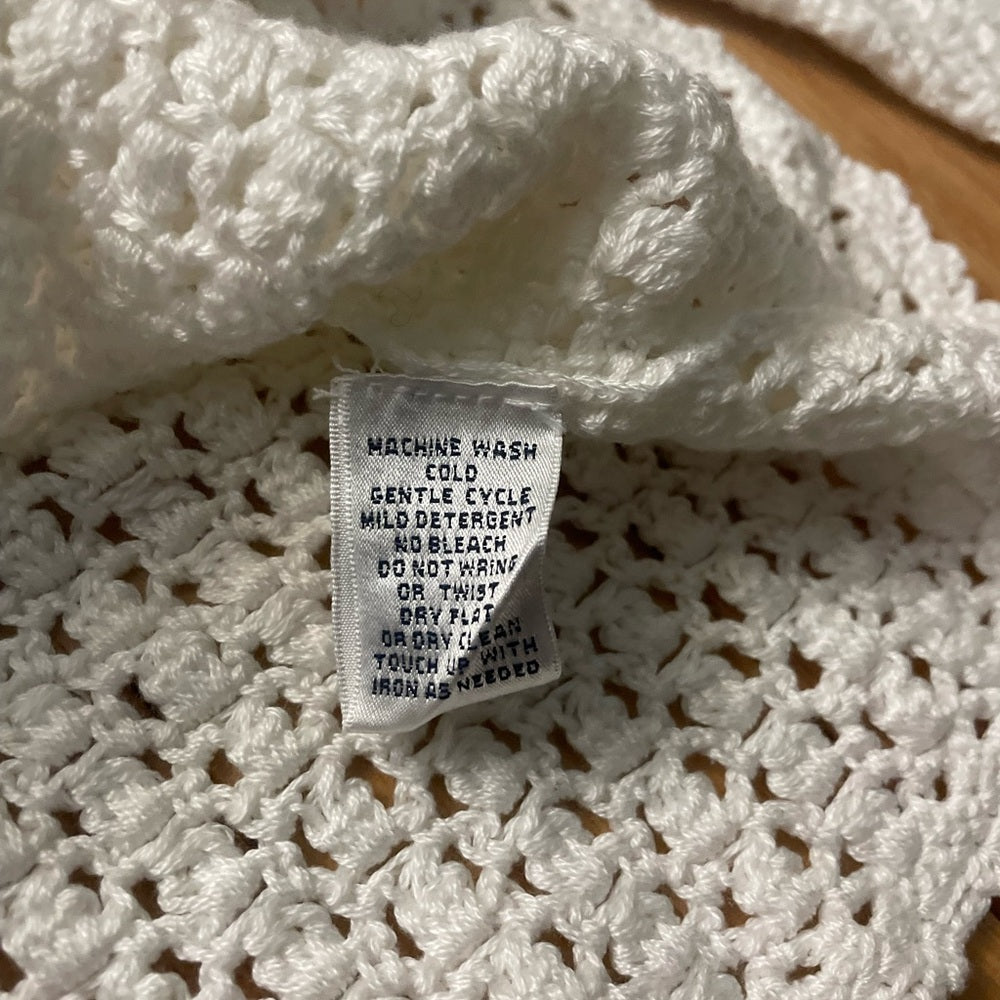 MACHINE WASH
COLD
GENTLE CYCLE
MILD DETERGENT
NO BLEACH
DO NOT WRING
OR TWIST
DRY FLAT
OR DRY CLEAN
TOUCH UP WITH
IRON AS NEEDED